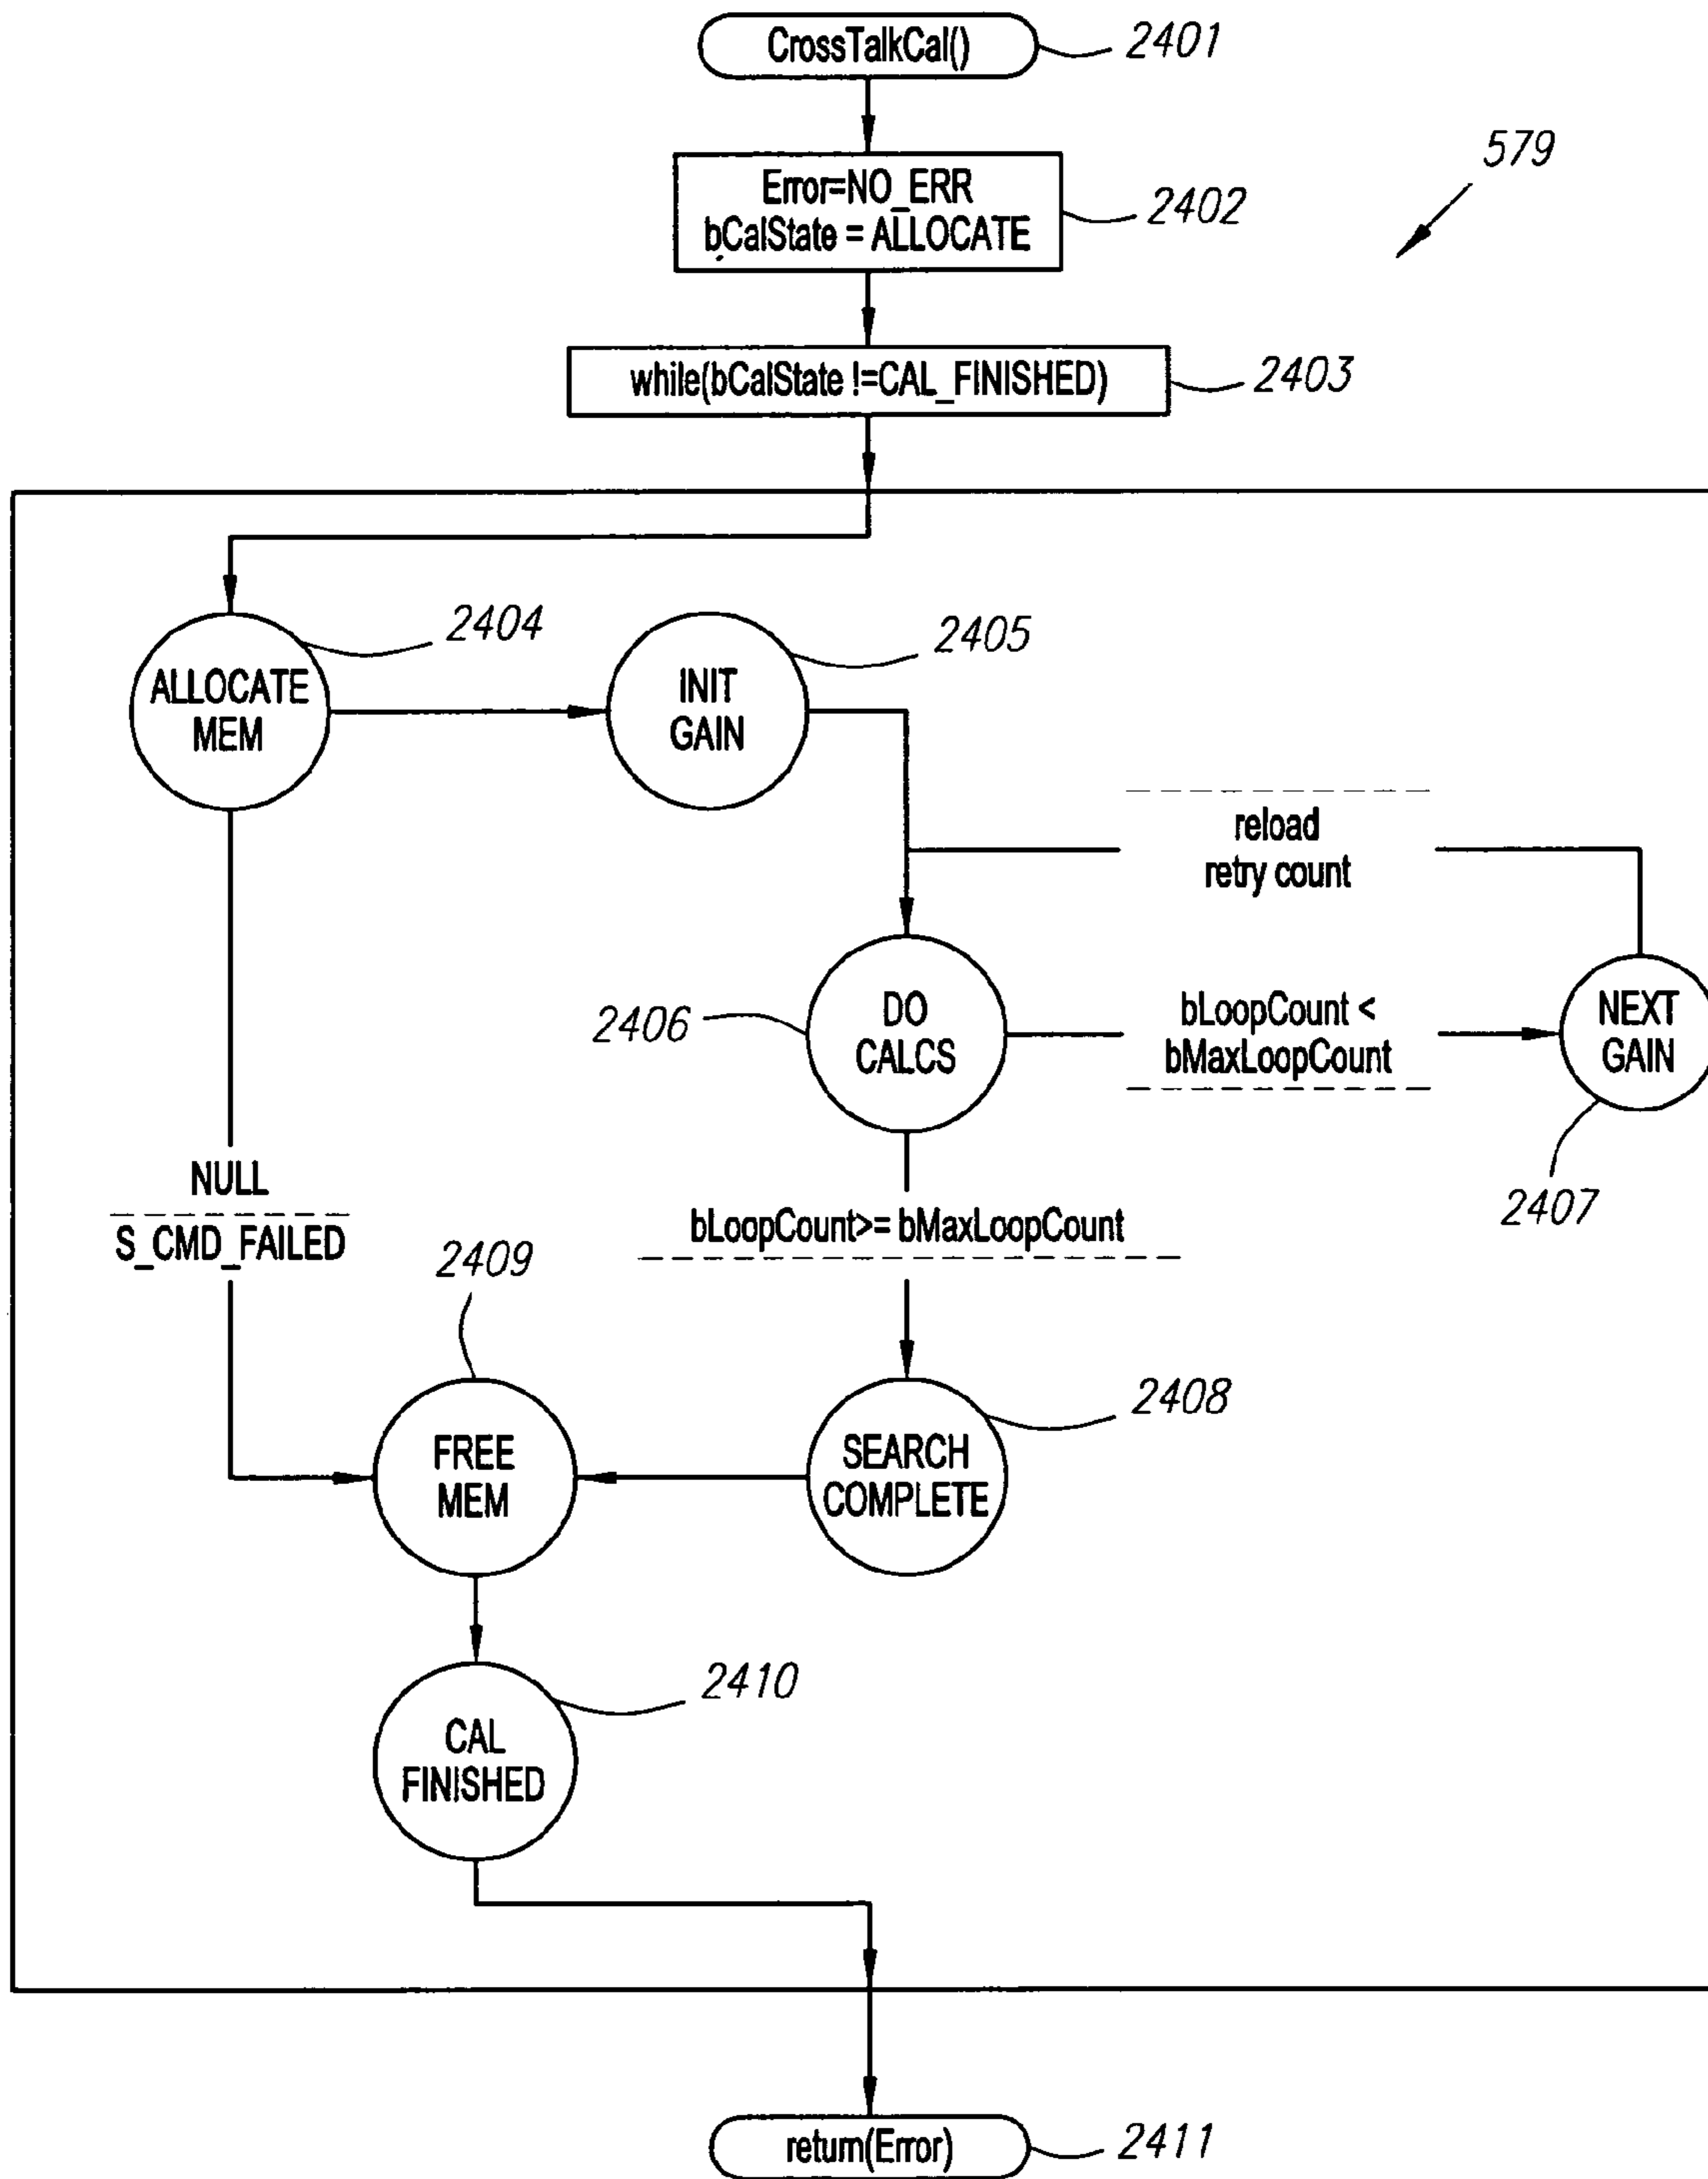 CrossTalkCal()
2401
579
Error=NO_ERR
bCalState = ALLOCATE
2402
while(bCalState !=CAL_FINISHED)
2403
2404
ALLOCATE
MEM
2405
INIT
GAIN
reload
retry count
2406
DO
CALCS
bLoopCount <
bMaxLoopCount
NEXT
GAIN
2407
NULL
S_CMD_FAILED
bLoopCount>= bMaxLoopCount
2409
FREE
MEM
2408
SEARCH
COMPLETE
2410
CAL
FINISHED
return(Error)
2411